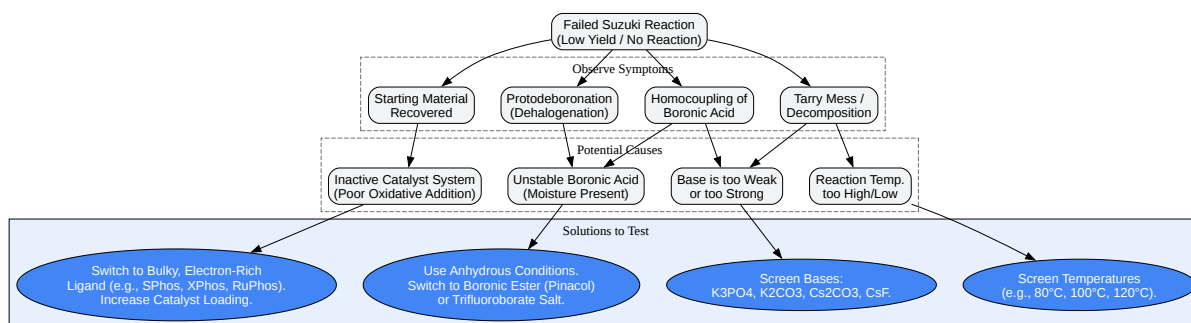 Failed Suzuki Reaction
(Low Yield / No Reaction)
Observe Symptoms
Starting Material
Recovered
Protodeboronation
(Dehalogenation)
Homocoupling of
Boronic Acid
Tarry Mess /
Decomposition
Potential Causes
Inactive Catalyst System
(Poor Oxidative Addition)
Unstable Boronic Acid
(Moisture Present)
Base is too Weak
or too Strong
Reaction Temp.
too High/Low
Solutions to Test
Switch to Bulky, Electron-Rich
Ligand (e.g., SPhos, XPhos, RuPhos).
Increase Catalyst Loading.
Use Anhydrous Conditions.
Switch to Boronic Ester (Pinacol)
or Trifluoroborate Salt.
Screen Bases:
K3PO4, K2CO3, Cs2CO3, CsF.
Screen Temperatures
(e.g., 80°C, 100°C, 120°C).